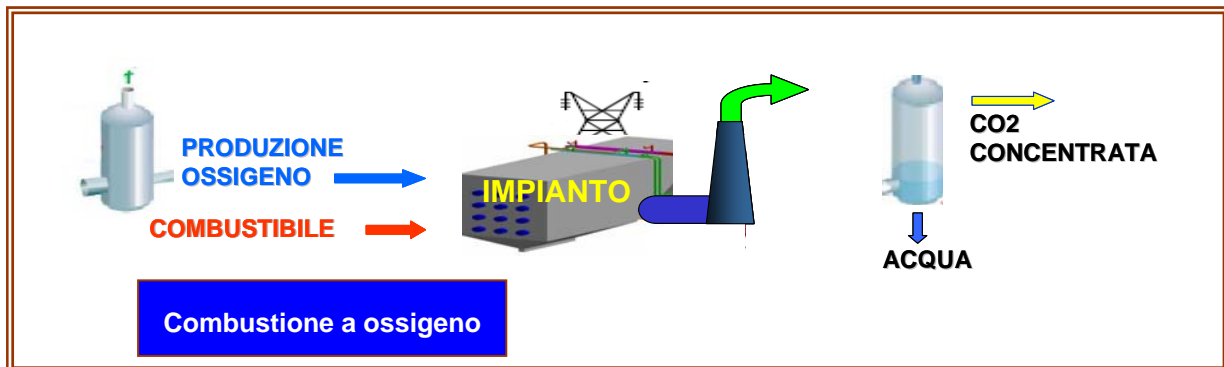 PRODUZIONE
OSSIGENO
COMBUSTIBILE
IMPIANTO
CO2
CONCENTRATA
ACQUA
Combustione a ossigeno